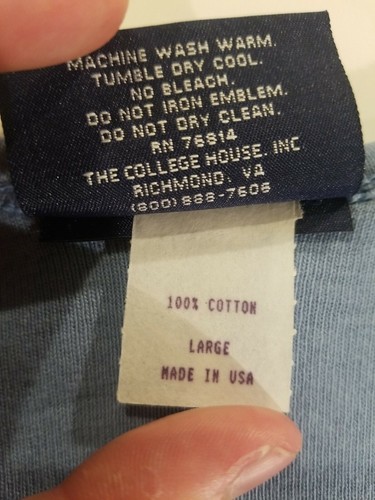 MACHINE WASH WARM.
TUMBLE DRY COOL.
NO BLEACH.
DO NOT IRON EMBLEM.
DO NOT DRY CLEAN.
RN 76814
THE COLLEGE HOUSE, INC
RICHMOND, VA
(800) 888-7606
100% COTTON
LARGE
MADE IN USA